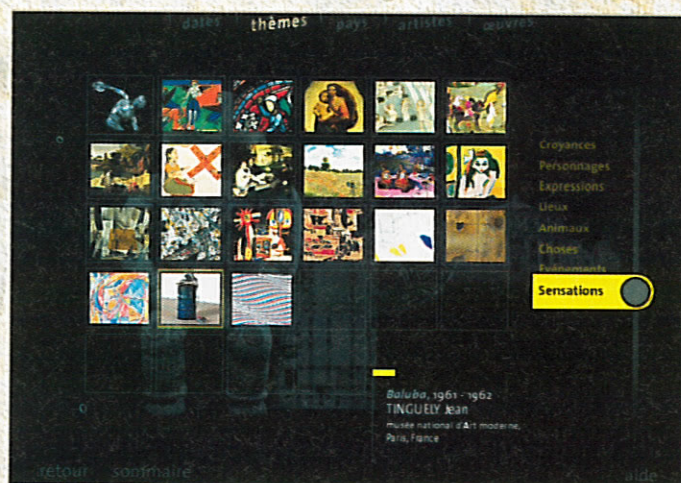 dates thèmes pays artistes œuvres
Croyances
Personnages
Expressions
Lieux
Animaux
Choses
Événements
Sensations
Baluba, 1961 - 1962
TINGUELY Jean
musée national d'Art moderne,
Paris, France
retour sommaire aide